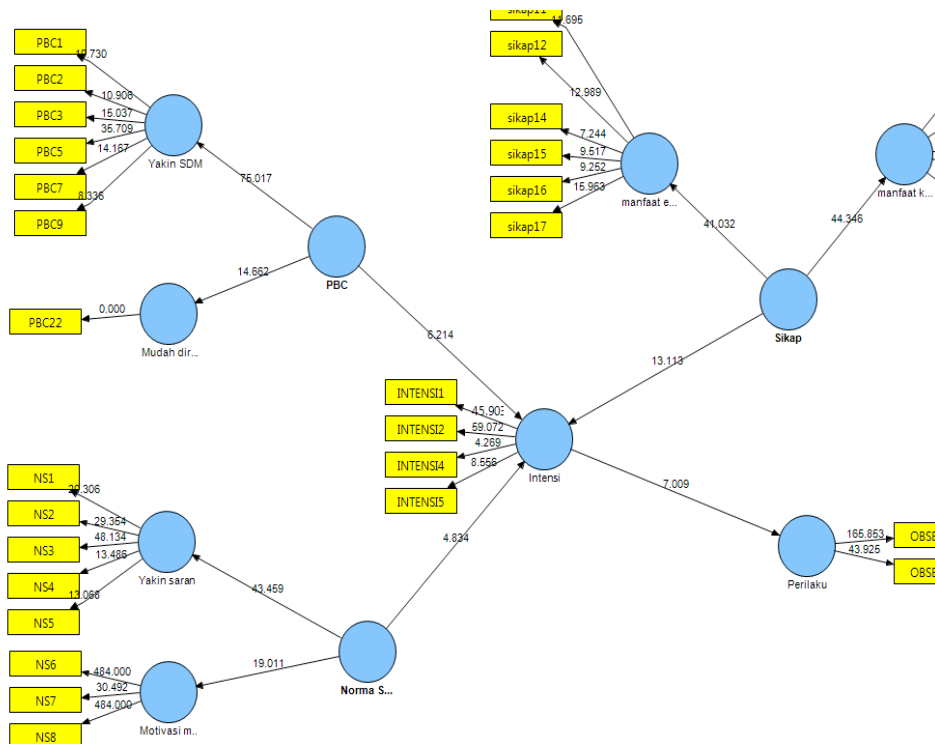 PBC1
PBC2
PBC3
PBC5
PBC7
PBC9
10.906
15.037
35.709
14.167
8.336
Yakin SDM
75.017
PBC
14.662
PBC22
0.000
Mudah dir...
6.214
sikap11
sikap12
sikap14
sikap15
sikap16
sikap17
12.989
7.244
9.517
9.252
15.963
manfaat e...
manfaat k...
41.032
44.346
Sikap
13.113
INTENSI1
INTENSI2
INTENSI4
INTENSI5
45.903
59.072
4.269
8.556
Intensi
7.009
Perilaku
165.853
43.925
OBSE
OBSE
NS1
NS2
NS3
NS4
NS5
29.354
48.134
13.486
13.066
Yakin saran
43.469
4.834
Norma S...
19.011
NS6
NS7
NS8
484.000
30.492
484.000
Motivasi m...